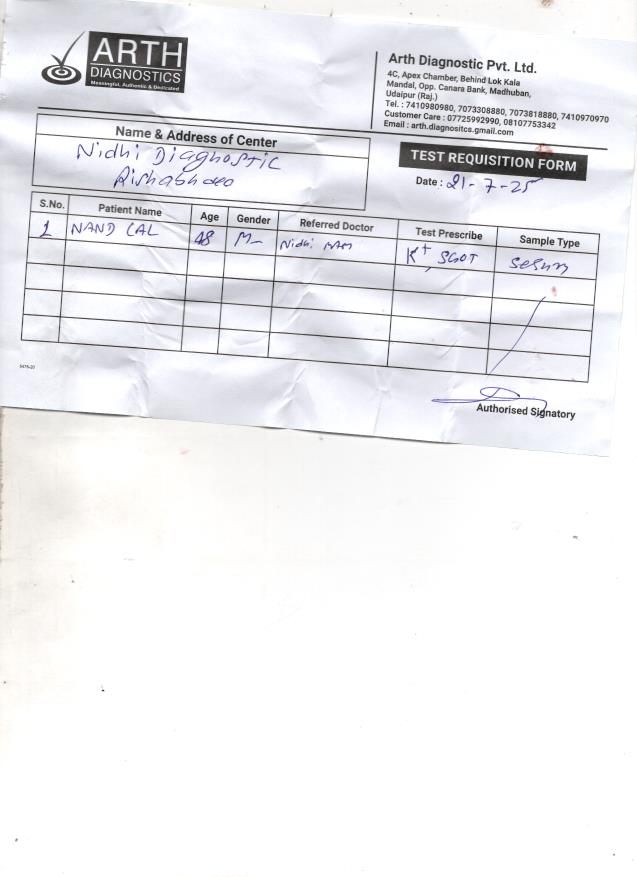 ARTH
DIAGNOSTICS
Meaningful, Authentic & Dedicated
Arth Diagnostic Pvt. Ltd.
4C, Apex Chamber, Behind Lok Kala
Mandal, Opp. Canara Bank, Madhuban,
Udaipur (Raj.)
Tel. : 7410980980, 7073308880, 7073818880, 7410970970
Customer Care : 07725992990, 08107753342
Email : arth.diagnositcs.gmail.com
Name & Address of Center
Nidhi Diagnostic
Rishabhdeo
TEST REQUISITION FORM
Date : 21-7-25
S.No. Patient Name Age Gender Referred Doctor Test Prescribe Sample Type
1 NAND LAL 48 M Nidhi MAM K+, SGOT Serum
5475-20
Authorised Signatory